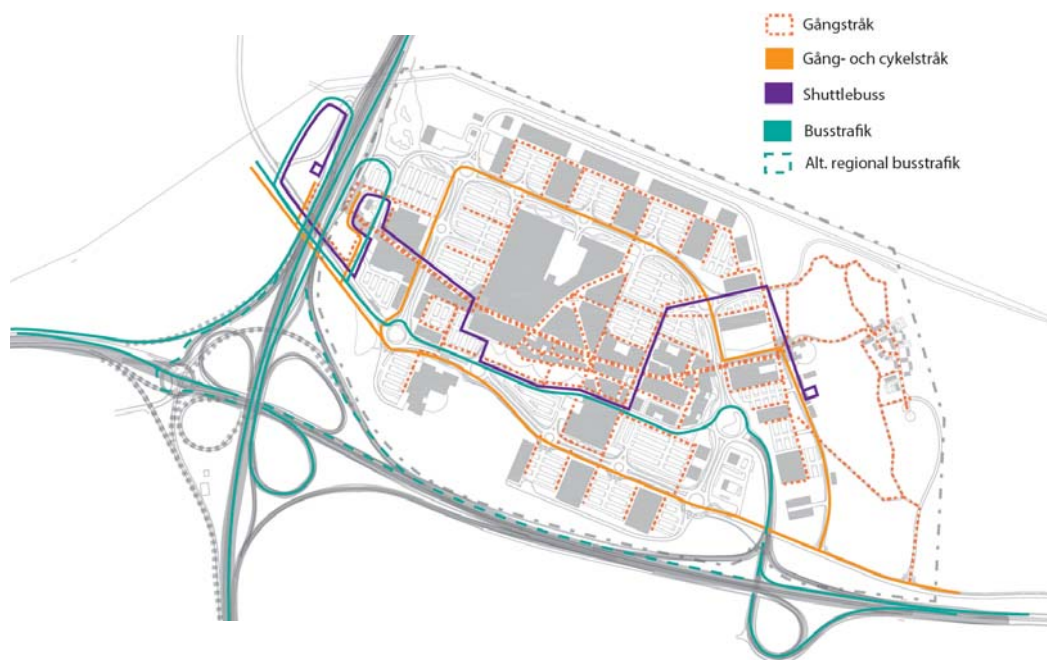 Gångstråk
Gång- och cykelstråk
Shuttlebuss
Busstrafik
Alt. regional busstrafik